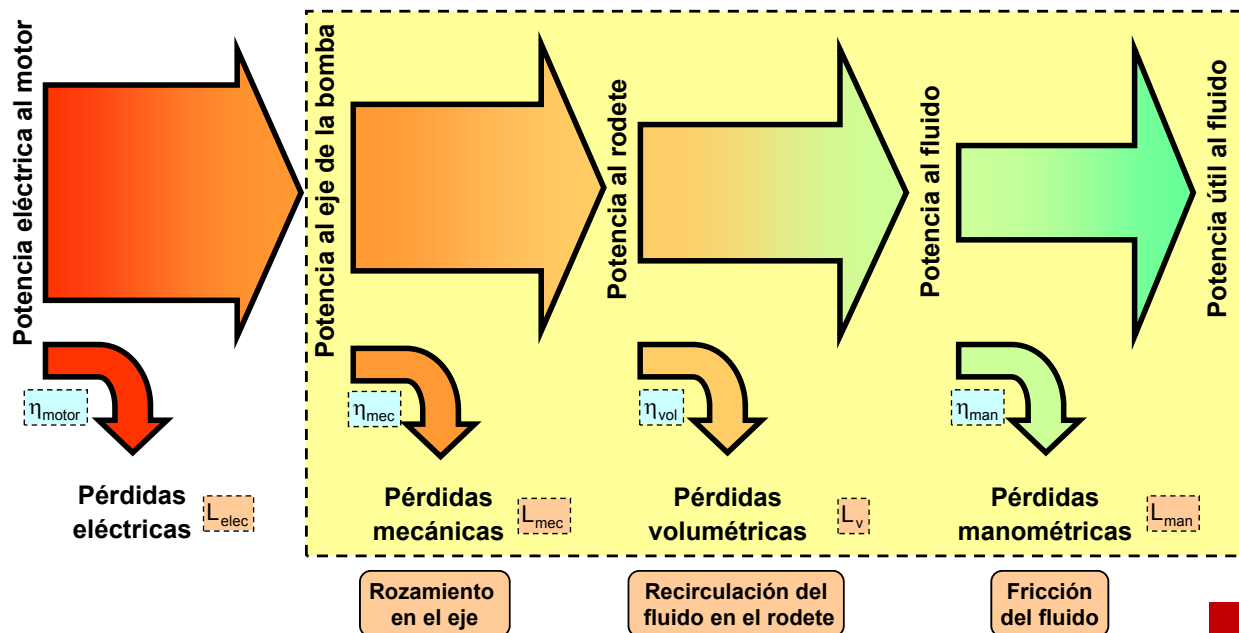 Potencia eléctrica al motor
Potencia al eje de la bomba
Potencia al rodete
Potencia al fluido
Potencia útil al fluido
ηmotor
ηmec
ηvol
ηman
Pérdidas
eléctricas
Lelec
Pérdidas
mecánicas
Lmec
Pérdidas
volumétricas
Lv
Pérdidas
manométricas
Lman
Rozamiento
en el eje
Recirculación del
fluido en el rodete
Fricción
del fluido